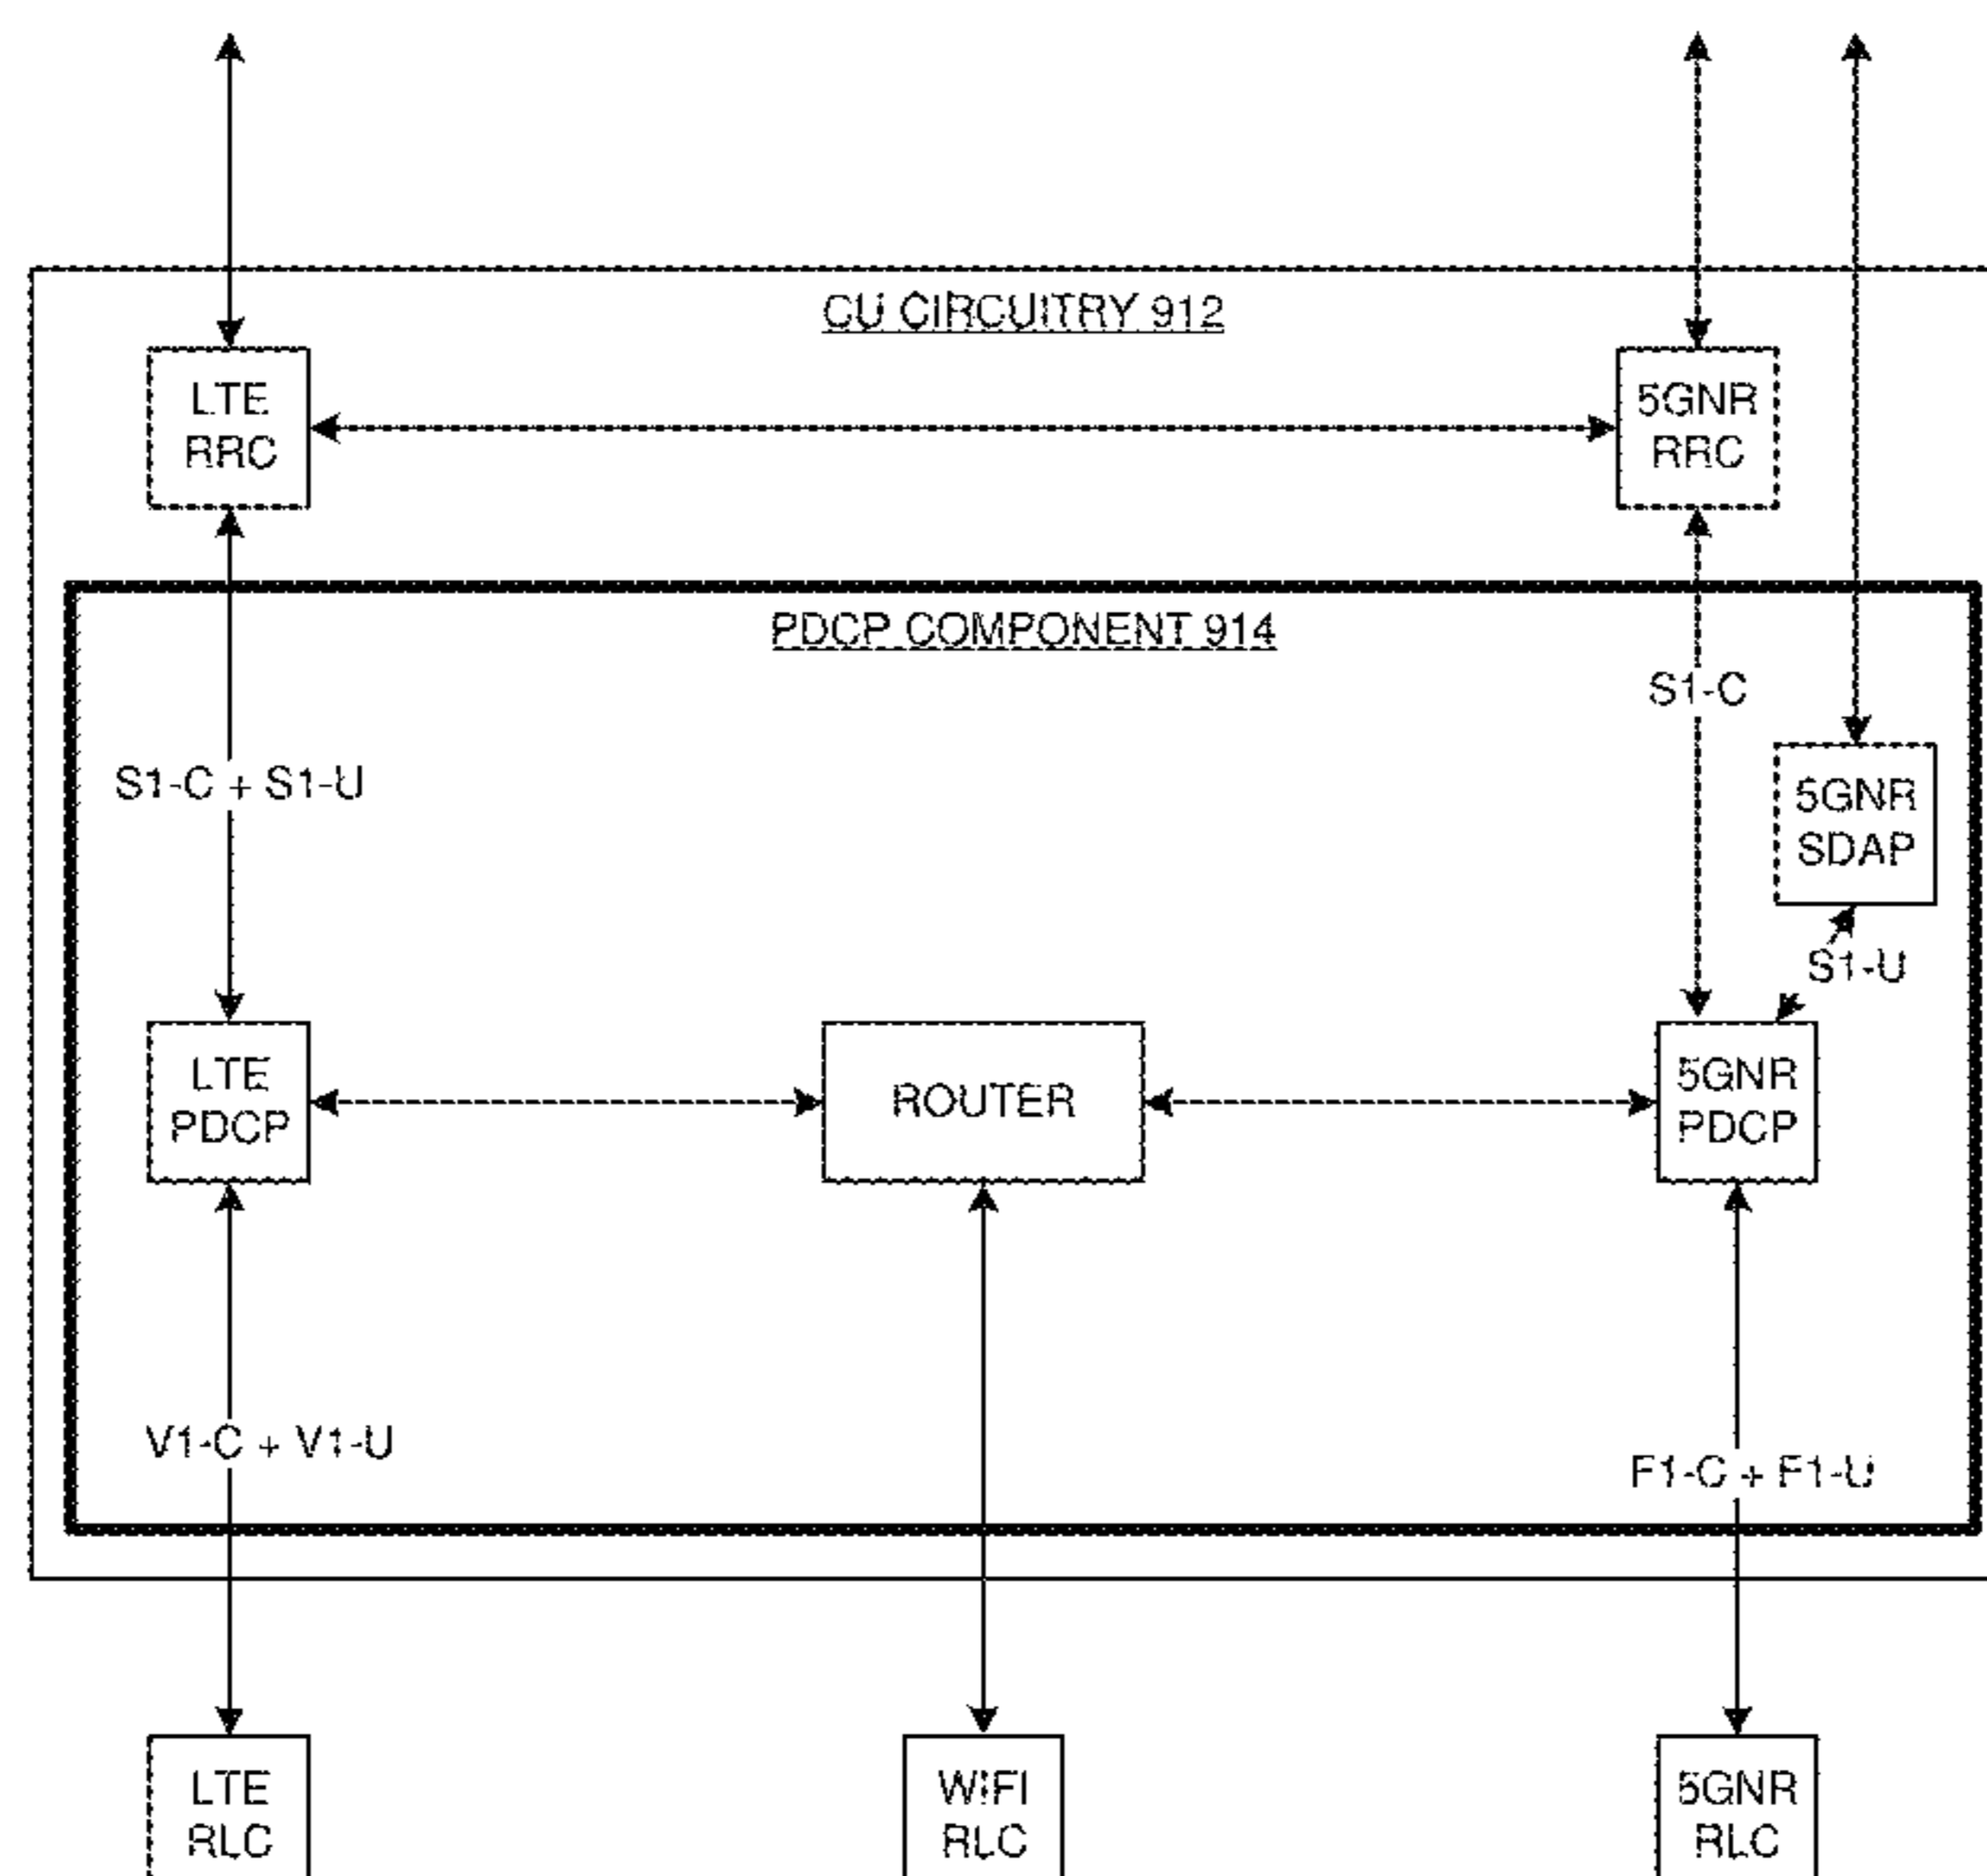 CU CIRCUITRY 912
LTE
RRC
5GNR
RRC
PDCP COMPONENT 914
S1-C
S1-C + S1-U
5GNR
SDAP
S1-U
LTE
PDCP
ROUTER
5GNR
PDCP
V1-C + V1-U
F1-C + F1-U
LTE
RLC
WIFI
RLC
5GNR
RLC